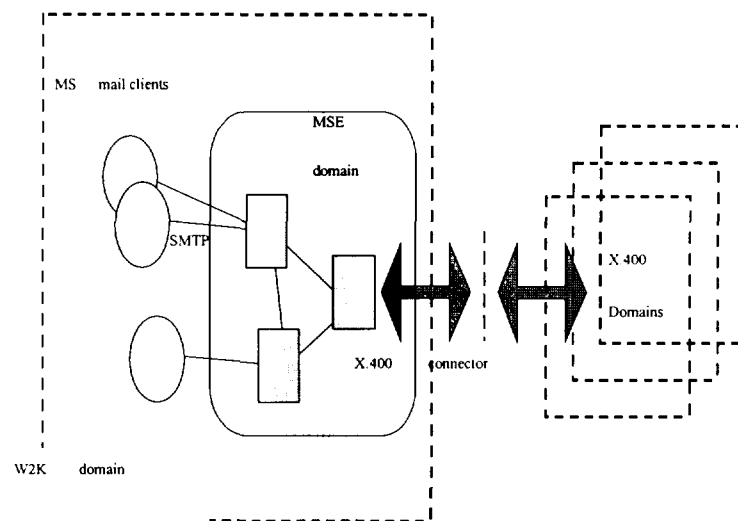 MS mail clients
MSE
domain
SMTP
X.400 connector
X 400
Domains
W2K domain